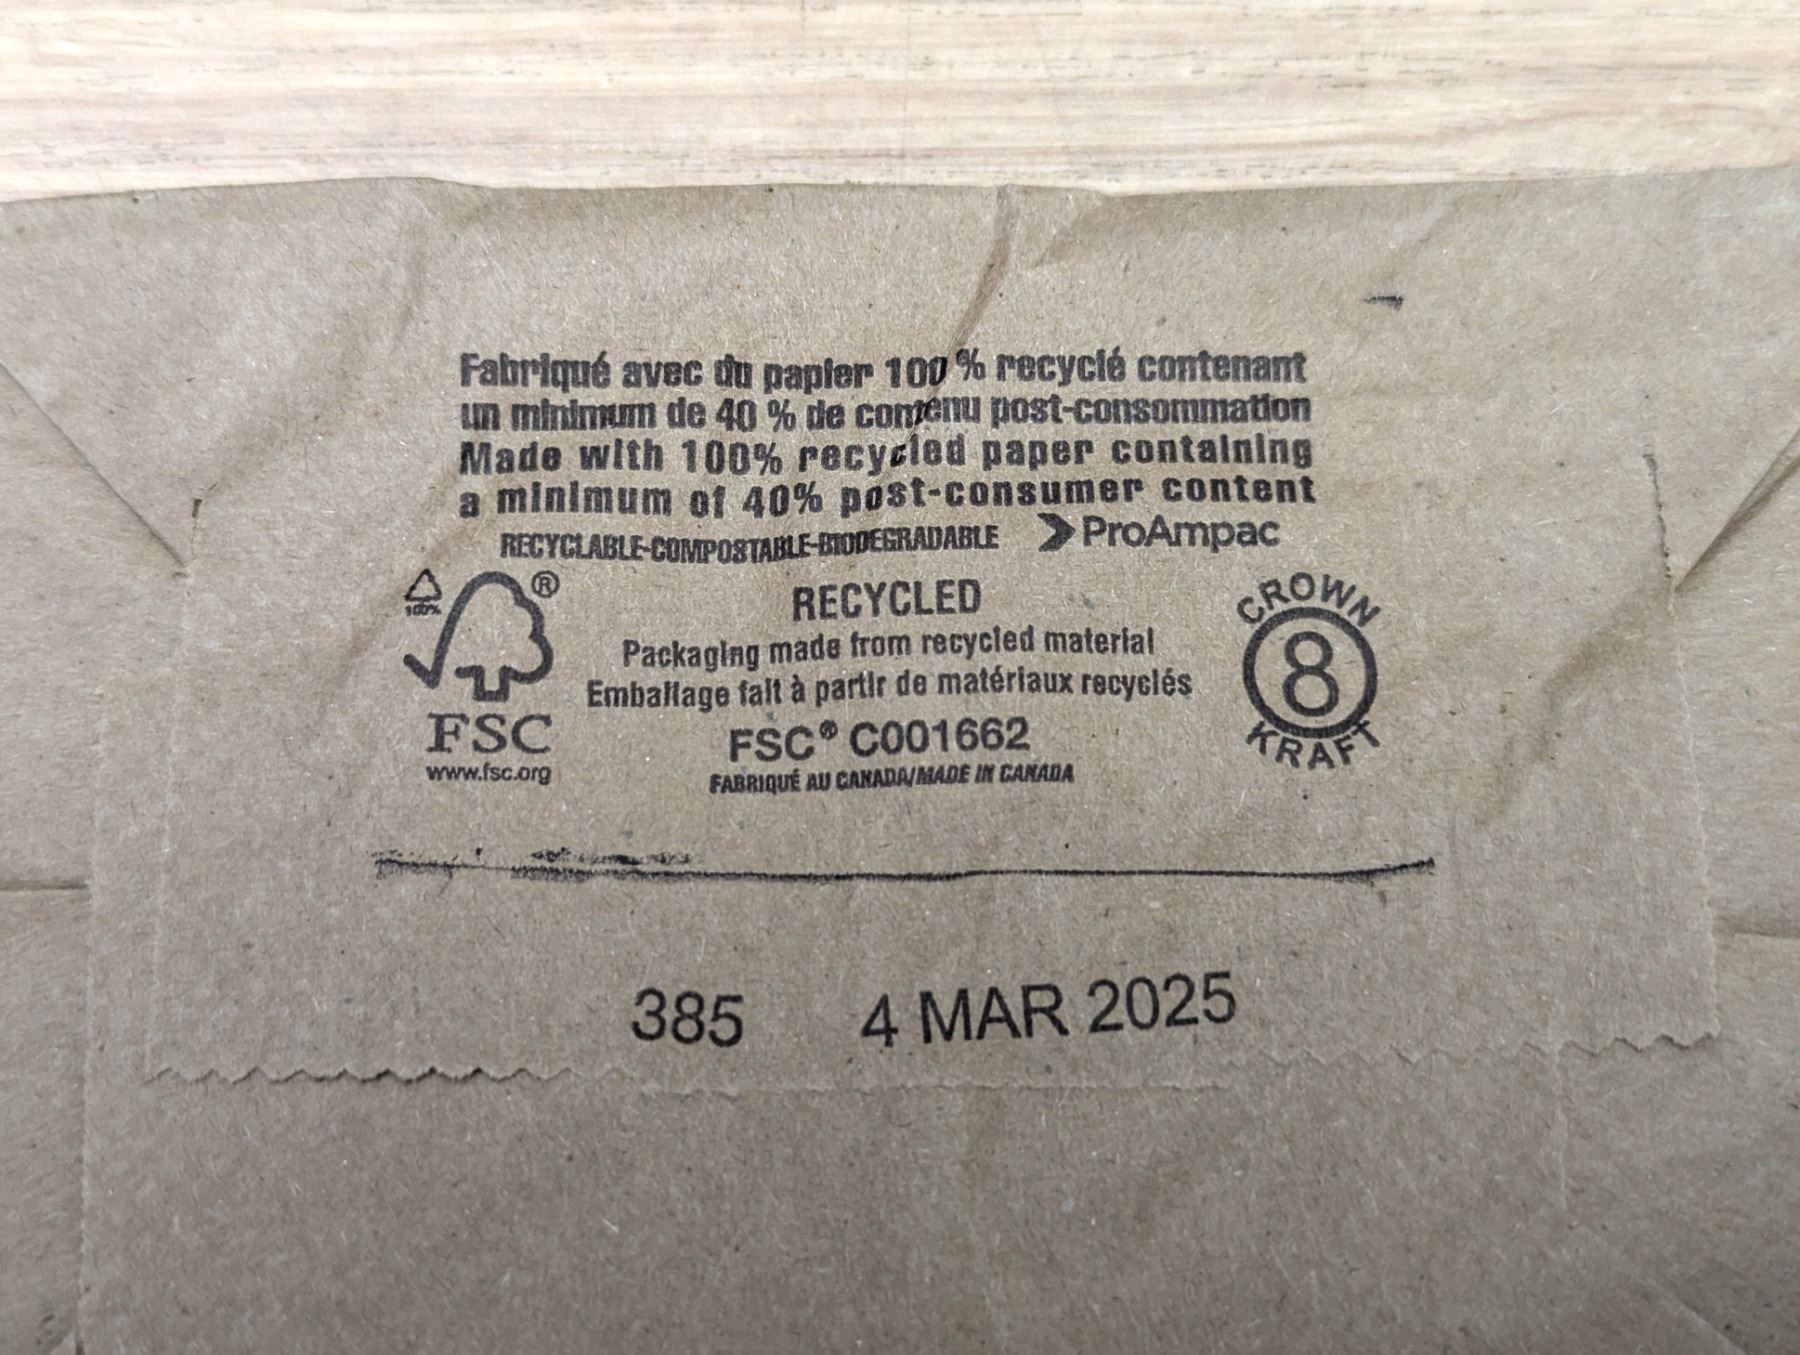 Fabriqué avec du papier 100 % recyclé contenant
un minimum de 40 % de contenu post-consommation
Made with 100% recycled paper containing
a minimum of 40% post-consumer content
RECYCLABLE-COMPOSTABLE-BIODEGRADABLE
ProAmpac
100%
®
FSC
www.fsc.org
RECYCLED
Packaging made from recycled material
Emballage fait à partir de matériaux recyclés
FSC® C001662
FABRIQUÉ AU CANADA/MADE IN CANADA
CROWN
8
KRAFT
385 4 MAR 2025